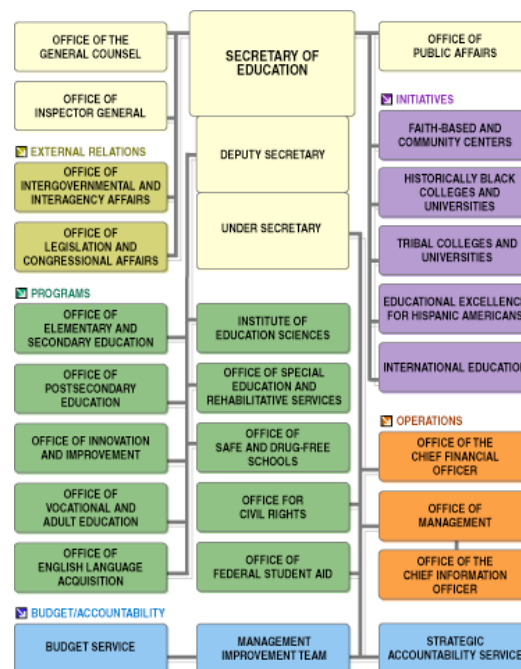 OFFICE OF THE
GENERAL COUNSEL
SECRETARY OF
EDUCATION
OFFICE OF
PUBLIC AFFAIRS
OFFICE OF
INSPECTOR GENERAL
INITIATIVES
FAITH-BASED AND
COMMUNITY CENTERS
EXTERNAL RELATIONS
DEPUTY SECRETARY
OFFICE OF
INTERGOVERNMENTAL AND
INTERAGENCY AFFAIRS
HISTORICALLY BLACK
COLLEGES AND
UNIVERSITIES
UNDER SECRETARY
OFFICE OF
LEGISLATION AND
CONGRESSIONAL AFFAIRS
TRIBAL COLLEGES AND
UNIVERSITIES
PROGRAMS
EDUCATIONAL EXCELLENC
FOR HISPANIC AMERICANS
OFFICE OF
ELEMENTARY AND
SECONDARY EDUCATION
INSTITUTE OF
EDUCATION SCIENCES
INTERNATIONAL EDUCATION
OFFICE OF
POSTSECONDARY
EDUCATION
OFFICE OF SPECIAL
EDUCATION AND
REHABILITATIVE SERVICES
OPERATIONS
OFFICE OF INNOVATION
AND IMPROVEMENT
OFFICE OF
SAFE AND DRUG-FREE
SCHOOLS
OFFICE OF THE
CHIEF FINANCIAL
OFFICER
OFFICE OF
VOCATIONAL AND
ADULT EDUCATION
OFFICE FOR
CIVIL RIGHTS
OFFICE OF
MANAGEMENT
OFFICE OF
ENGLISH LANGUAGE
ACQUISITION
OFFICE OF
FEDERAL STUDENT AID
OFFICE OF THE
CHIEF INFORMATION
OFFICER
BUDGET/ACCOUNTABILITY
BUDGET SERVICE
MANAGEMENT
IMPROVEMENT TEAM
STRATEGIC
ACCOUNTABILITY SERVICE